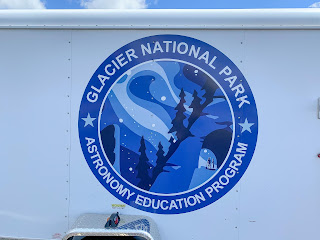 GLACIER NATIONAL PARK
ASTRONOMY EDUCATION PROGRAM